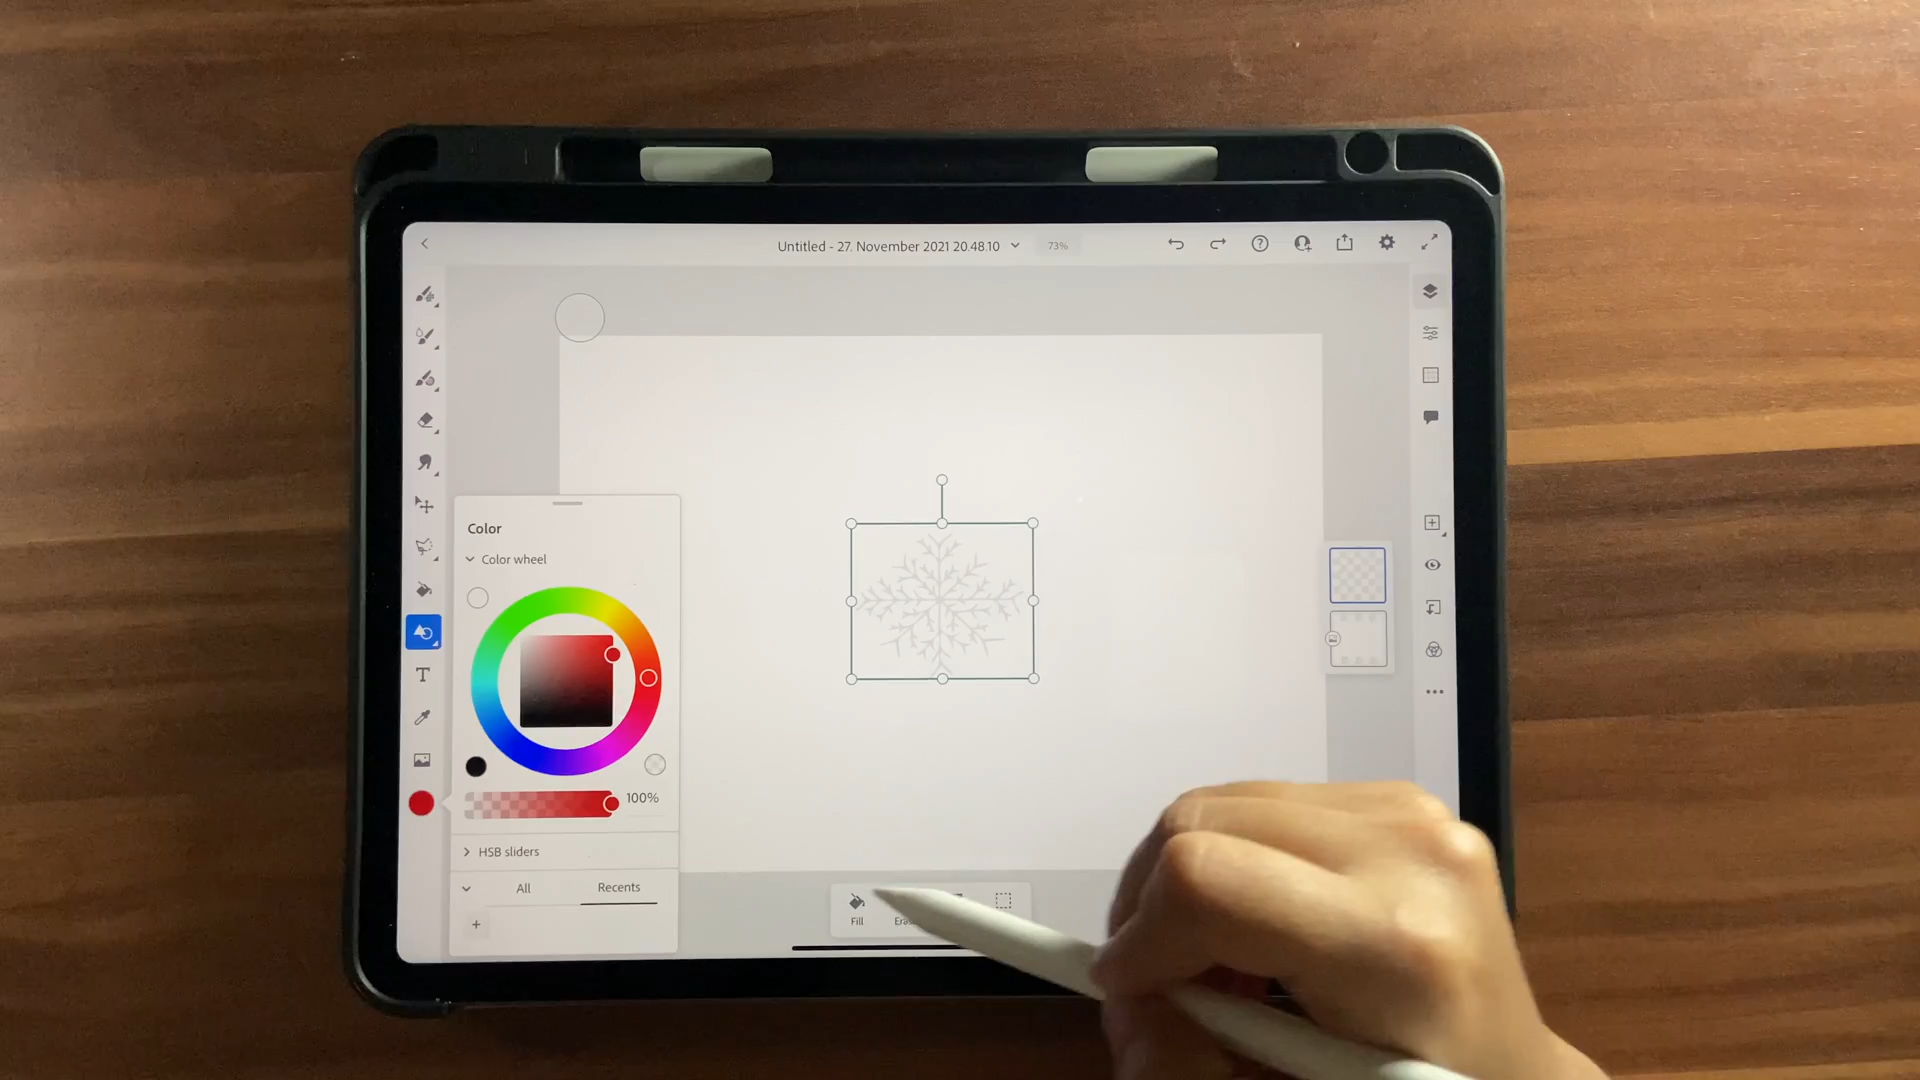 Untitled - 27. November 2021 20.48.10
73%
Color
Color wheel
T
100%
HSB sliders
All
Recents
Fill